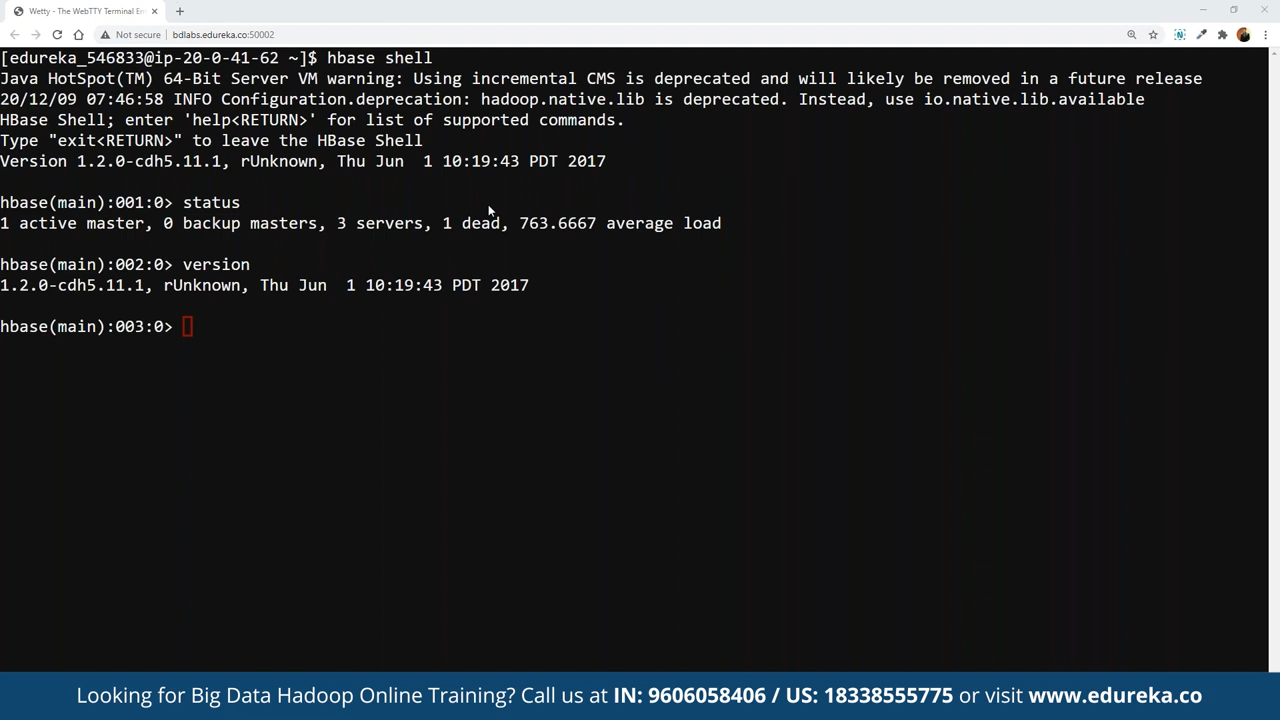 Wetty - The WebTTY Terminal En
Not secure
bdlabs.edureka.co:50002
[edureka_546833@ip-20-0-41-62 ~]$ hbase shell
Java HotSpot(TM) 64-Bit Server VM warning: Using incremental CMS is deprecated and will likely be removed in a future release
20/12/09 07:46:58 INFO Configuration.deprecation: hadoop.native.lib is deprecated. Instead, use io.native.lib.available
HBase Shell; enter 'help<RETURN>' for list of supported commands.
Type "exit<RETURN>" to leave the HBase Shell
Version 1.2.0-cdh5.11.1, rUnknown, Thu Jun  1 10:19:43 PDT 2017
hbase(main):001:0> status
1 active master, 0 backup masters, 3 servers, 1 dead, 763.6667 average load
hbase(main):002:0> version
1.2.0-cdh5.11.1, rUnknown, Thu Jun  1 10:19:43 PDT 2017
hbase(main):003:0>
Looking for Big Data Hadoop Online Training? Call us at IN: 9606058406 / US: 18338555775 or visit www.edureka.co